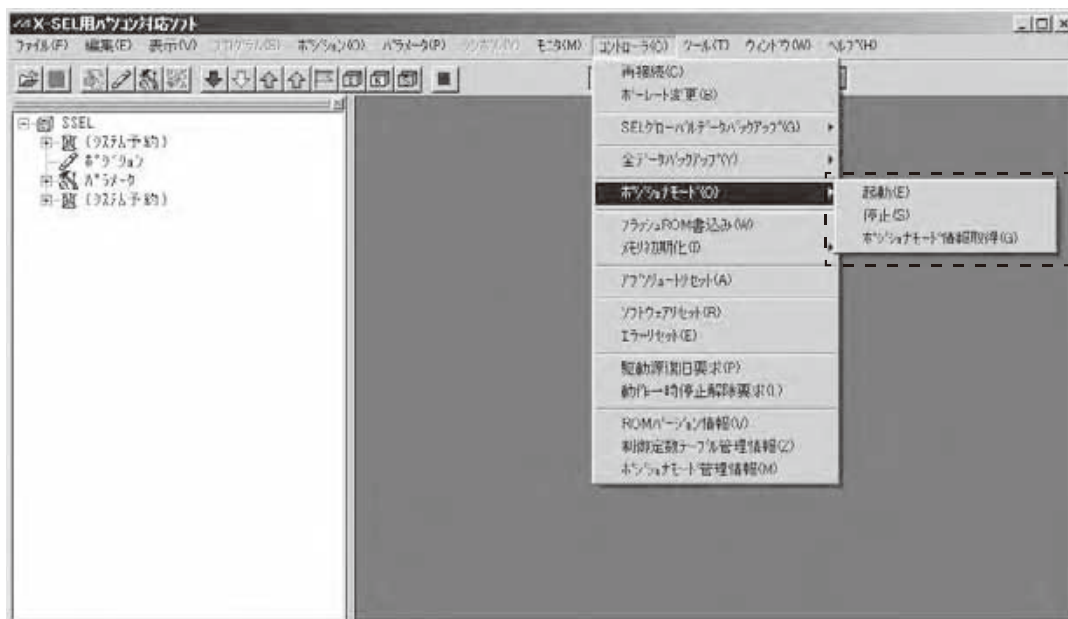 X-SEL用パソコン対応ソフト
ファイル(F) 編集(E) 表示(V) プログラム(S) ポジション(O) パラメータ(P) シンボル(Y) モニタ(M) コントローラ(C) ツール(T) ウィンドウ(W) ヘルプ(H)
SSEL
(システム予約)
ポジション
パラメータ
(システム予約)
再接続(C)
ボーレート変更(B)
SELグローバルデータバックアップ(G)
全データバックアップ(Y)
ポジショナモード(O)
フラッシュROM書込み(W)
メモリ初期化(I)
アブソリュートリセット(A)
ソフトウェアリセット(R)
エラーリセット(E)
駆動源復旧要求(P)
動作一時停止解除要求(L)
ROMバージョン情報(V)
制御定数テーブル管理情報(Z)
ポジショナモード管理情報(M)
起動(E)
停止(S)
ポジショナモード情報取得(G)